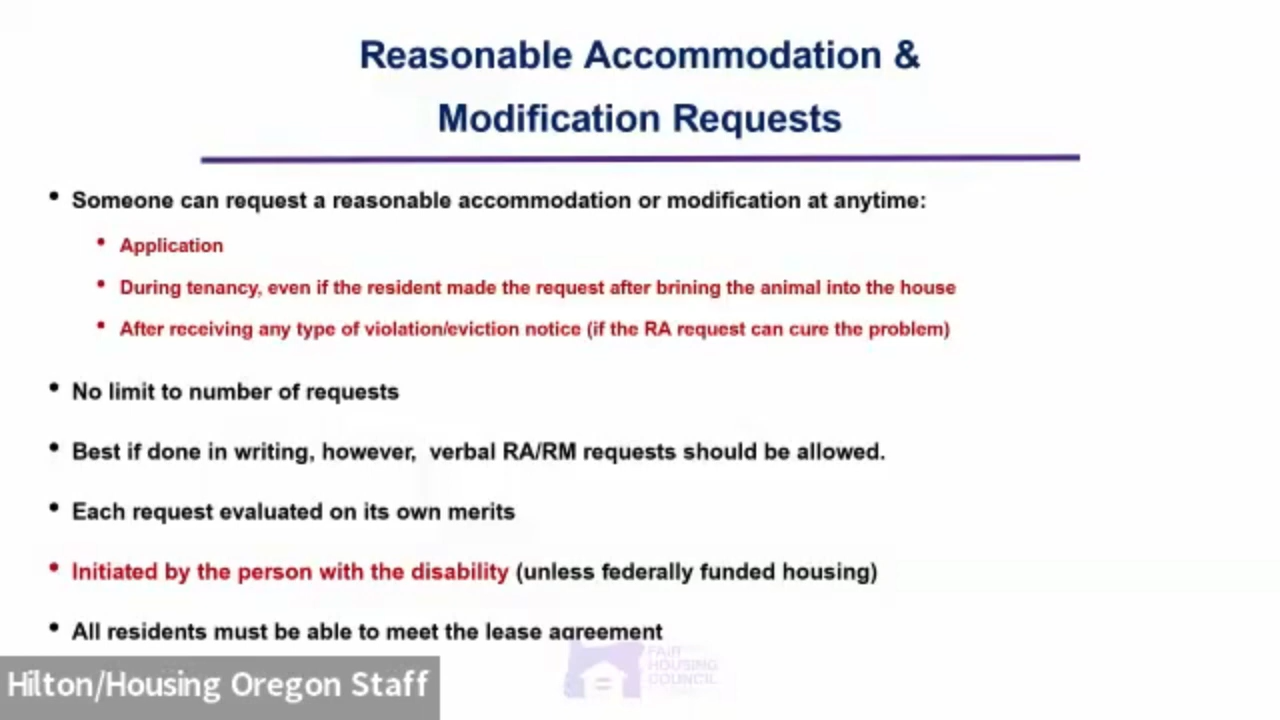 Reasonable Accommodation &
Modification Requests
• Someone can request a reasonable accommodation or modification at anytime:
• Application
• During tenancy, even if the resident made the request after brining the animal into the house
• After receiving any type of violation/eviction notice (if the RA request can cure the problem)
• No limit to number of requests
• Best if done in writing, however, verbal RA/RM requests should be allowed.
• Each request evaluated on its own merits
• Initiated by the person with the disability (unless federally funded housing)
• All residents must be able to meet the lease agreement
FAIR
HOUSING
COUNCIL
Hilton/Housing Oregon Staff